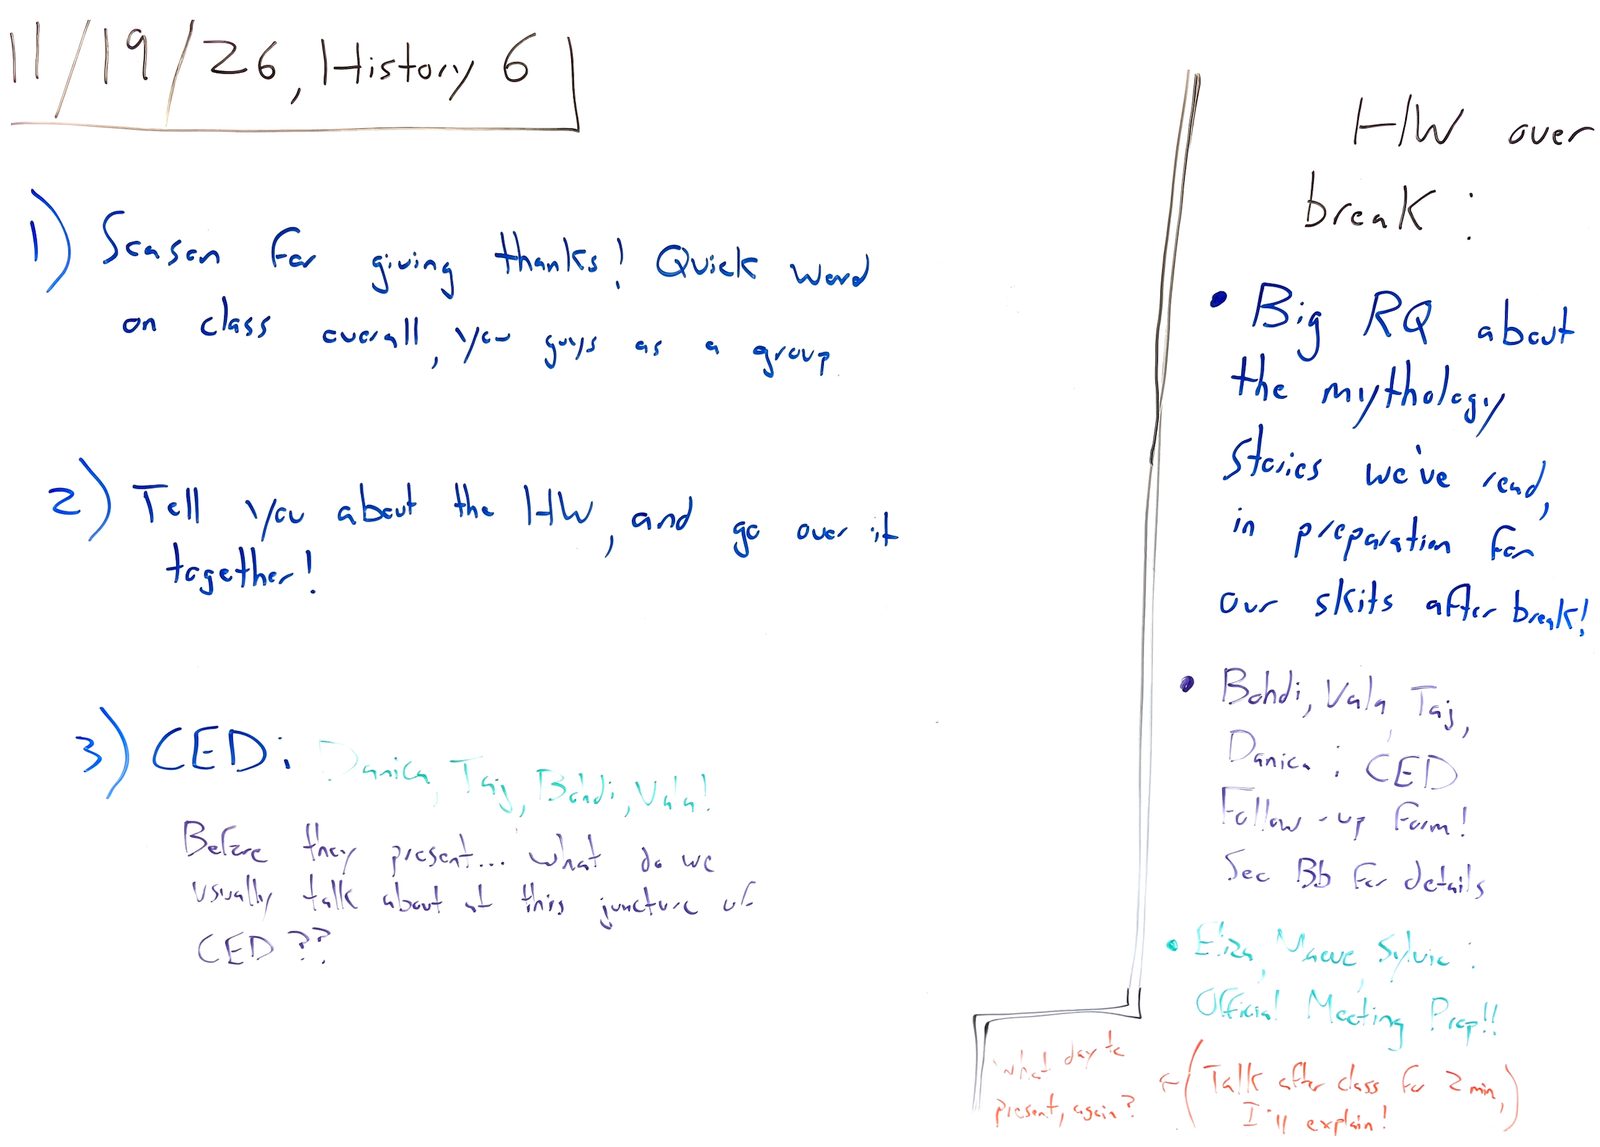 11/19/26, History 6
1) Season for giving thanks! Quick word
on class overall, you guys as a group
2) Tell you about the HW, and go over it
together!
3) CED: Danica, Taj, Bohdi, Vala!
Before they present... what do we
usually talk about at this juncture of
CED??
HW over
break:
• Big RQ about
the mythology
stories we've read,
in preparation for
our skits after break!
• Bohdi, Vala, Taj,
Danica: CED
Follow-up Form!
See Bb for details
• Eliza, Maeve, Sylvie:
Official Meeting Prep!!
(Talk after class for 2 min,
I'll explain!)
what day to
present, again?